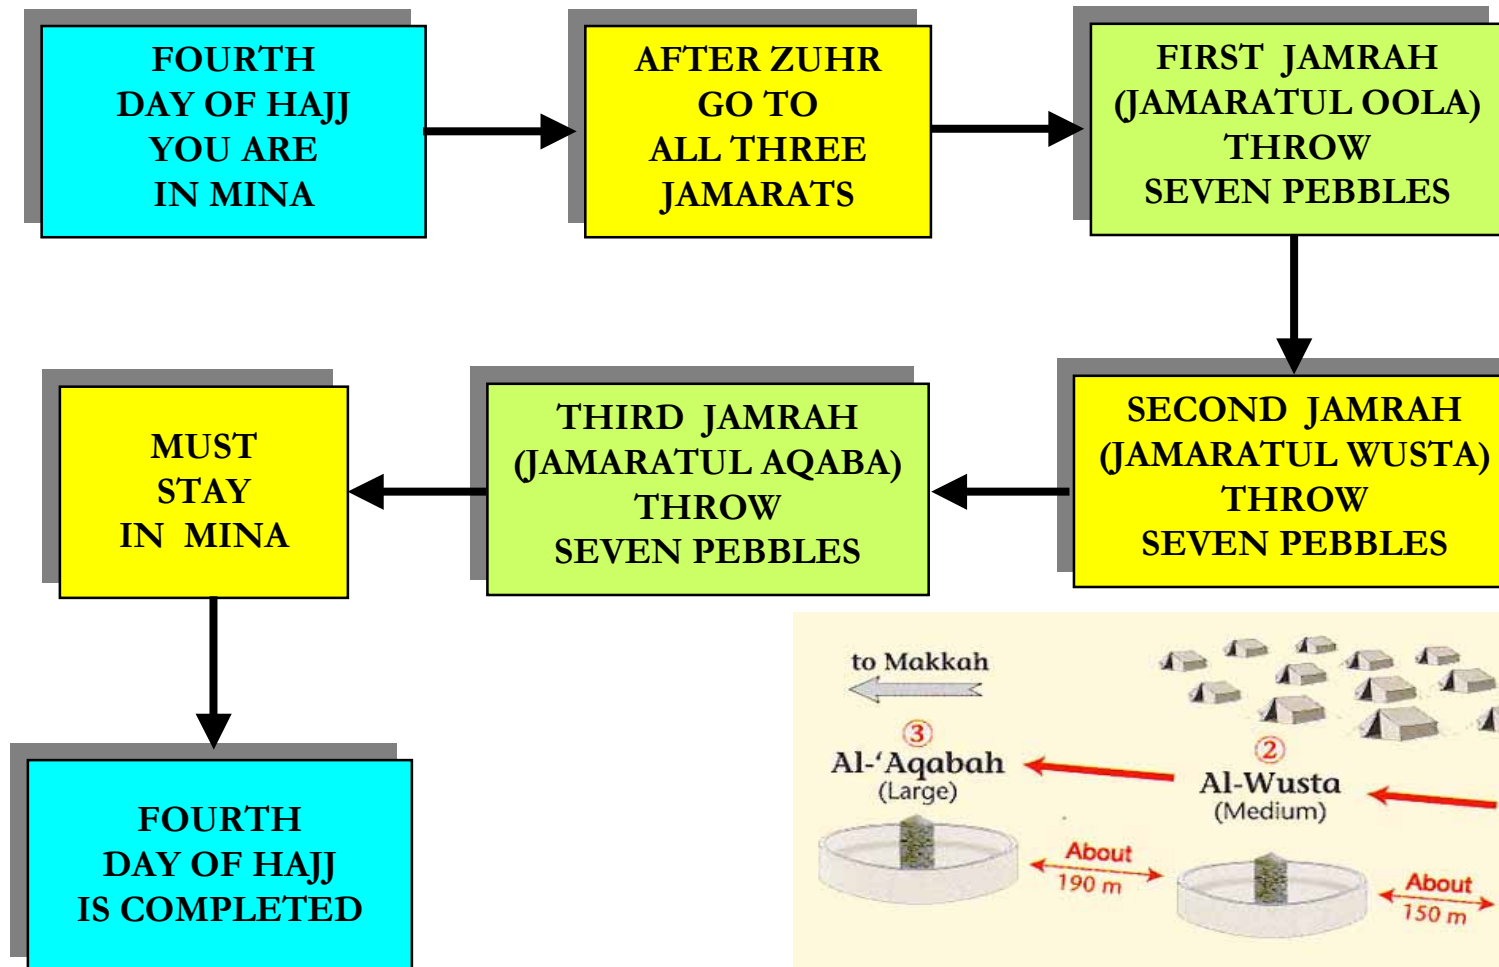 FOURTH
DAY OF HAJJ
YOU ARE
IN MINA
AFTER ZUHR
GO TO
ALL THREE
JAMARATS
FIRST JAMRAH
(JAMARATUL OOLA)
THROW
SEVEN PEBBLES
SECOND JAMRAH
(JAMARATUL WUSTA)
THROW
SEVEN PEBBLES
THIRD JAMRAH
(JAMARATUL AQABA)
THROW
SEVEN PEBBLES
MUST
STAY
IN MINA
FOURTH
DAY OF HAJJ
IS COMPLETED
to Makkah
③
Al-‘Aqabah
(Large)
About
190 m
②
Al-Wusta
(Medium)
About
150 m